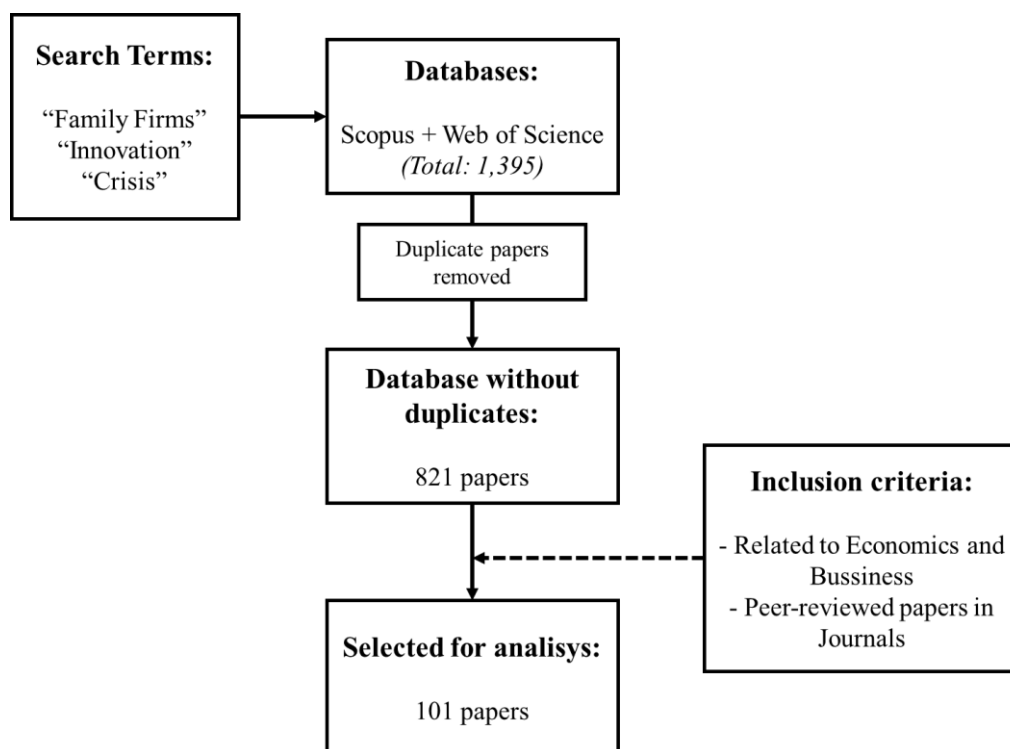 Search Terms:
“Family Firms”
“Innovation”
“Crisis”
Databases:
Scopus + Web of Science
(Total: 1,395)
Duplicate papers
removed
Database without
duplicates:
821 papers
Inclusion criteria:
- Related to Economics and
Bussiness
- Peer-reviewed papers in
Journals
Selected for analisys:
101 papers